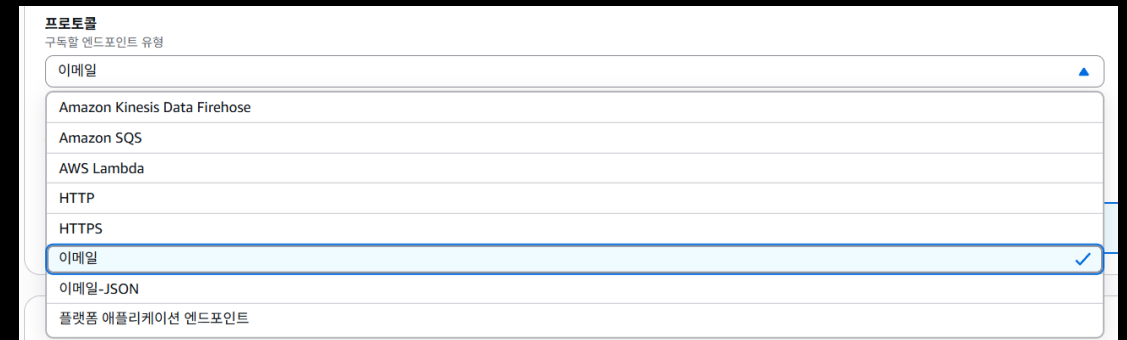 프로토콜
구독할 엔드포인트 유형
이메일
Amazon Kinesis Data Firehose
Amazon SQS
AWS Lambda
HTTP
HTTPS
이메일
이메일-JSON
플랫폼 애플리케이션 엔드포인트